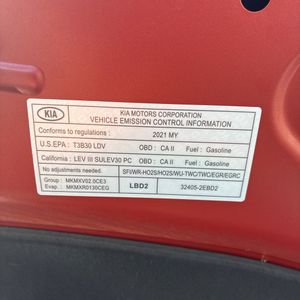 KIA
KIA MOTORS CORPORATION
VEHICLE EMISSION CONTROL INFORMATION
Conforms to regulations : 2021 MY
U.S.EPA : T3B30 LDV OBD : CA II Fuel : Gasoline
California : LEV III SULEV30 PC OBD : CA II Fuel : Gasoline
No adjustments needed SFI/WR-HO2S/HO2S/WU-TWC/TWC/EGR/EGRC
Group : MKMXV02.0CE3
Evap. : MKMXR0130CEG LBD2 32405-2EBD2